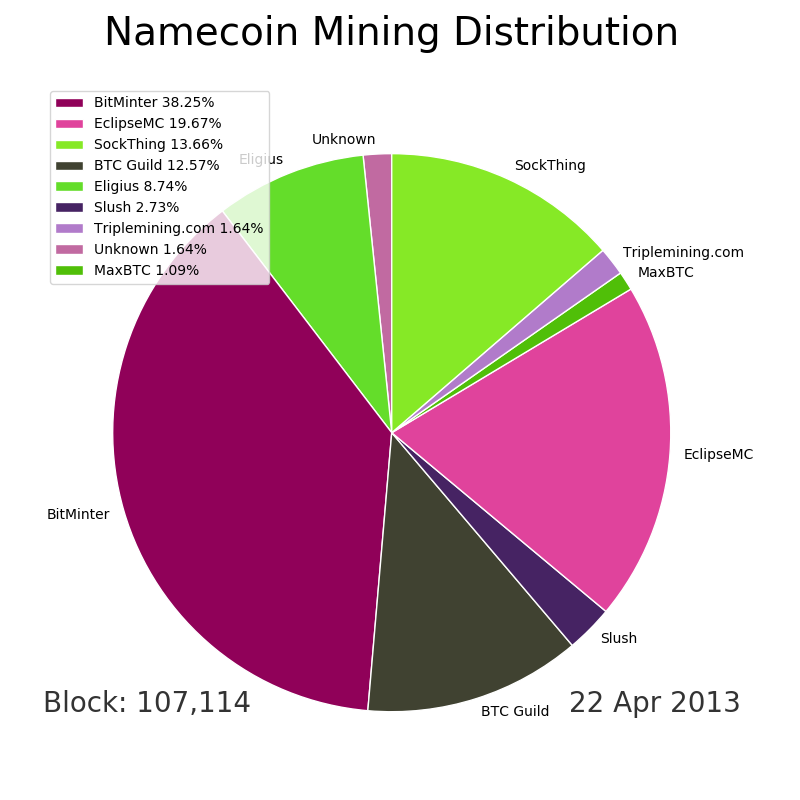 Namecoin Mining Distribution
BitMinter 38.25%
EclipseMC 19.67%
SockThing 13.66%
BTC Guild 12.57%
Eligius 8.74%
Slush 2.73%
Triplemining.com 1.64%
Unknown 1.64%
MaxBTC 1.09%
Unknown
Eligius
SockThing
Triplemining.com
MaxBTC
EclipseMC
BitMinter
Slush
BTC Guild
Block: 107,114
22 Apr 2013